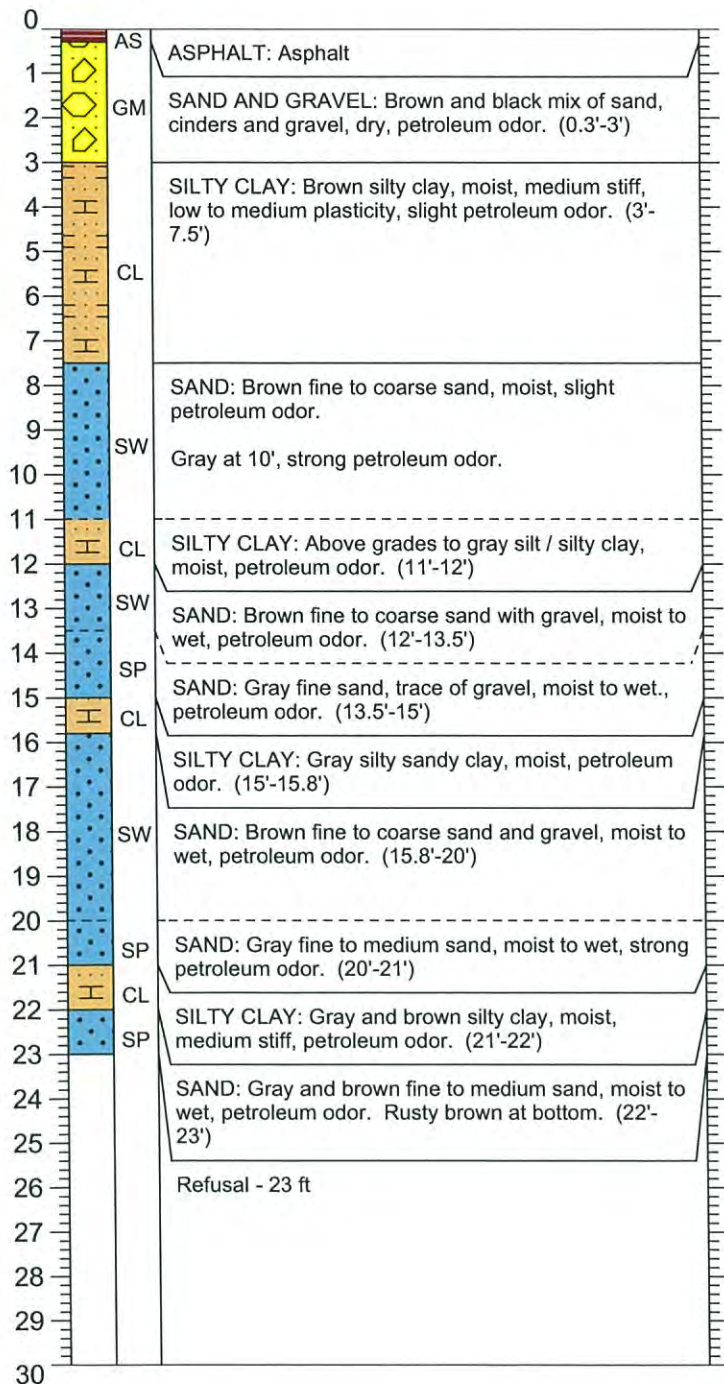 0
AS
ASPHALT: Asphalt
1
SAND AND GRAVEL: Brown and black mix of sand,
cinders and gravel, dry, petroleum odor. (0.3'-3')
GM
2
3
SILTY CLAY: Brown silty clay, moist, medium stiff,
low to medium plasticity, slight petroleum odor. (3'-
7.5')
4
5
CL
6
7
8
SAND: Brown fine to coarse sand, moist, slight
petroleum odor.
9
SW
Gray at 10', strong petroleum odor.
10
11
CL
SILTY CLAY: Above grades to gray silt / silty clay,
moist, petroleum odor. (11'-12')
12
SW
SAND: Brown fine to coarse sand with gravel, moist to
wet, petroleum odor. (12'-13.5')
13
14
SP
SAND: Gray fine sand, trace of gravel, moist to wet.,
petroleum odor. (13.5'-15')
15
CL
16
SILTY CLAY: Gray silty sandy clay, moist, petroleum
odor. (15'-15.8')
17
18
SW
SAND: Brown fine to coarse sand and gravel, moist to
wet, petroleum odor. (15.8'-20')
19
20
SP
SAND: Gray fine to medium sand, moist to wet, strong
petroleum odor. (20'-21')
21
CL
22
SILTY CLAY: Gray and brown silty clay, moist,
medium stiff, petroleum odor. (21'-22')
SP
23
24
SAND: Gray and brown fine to medium sand, moist to
wet, petroleum odor. Rusty brown at bottom. (22'-
23')
25
26
Refusal - 23 ft
27
28
29
30